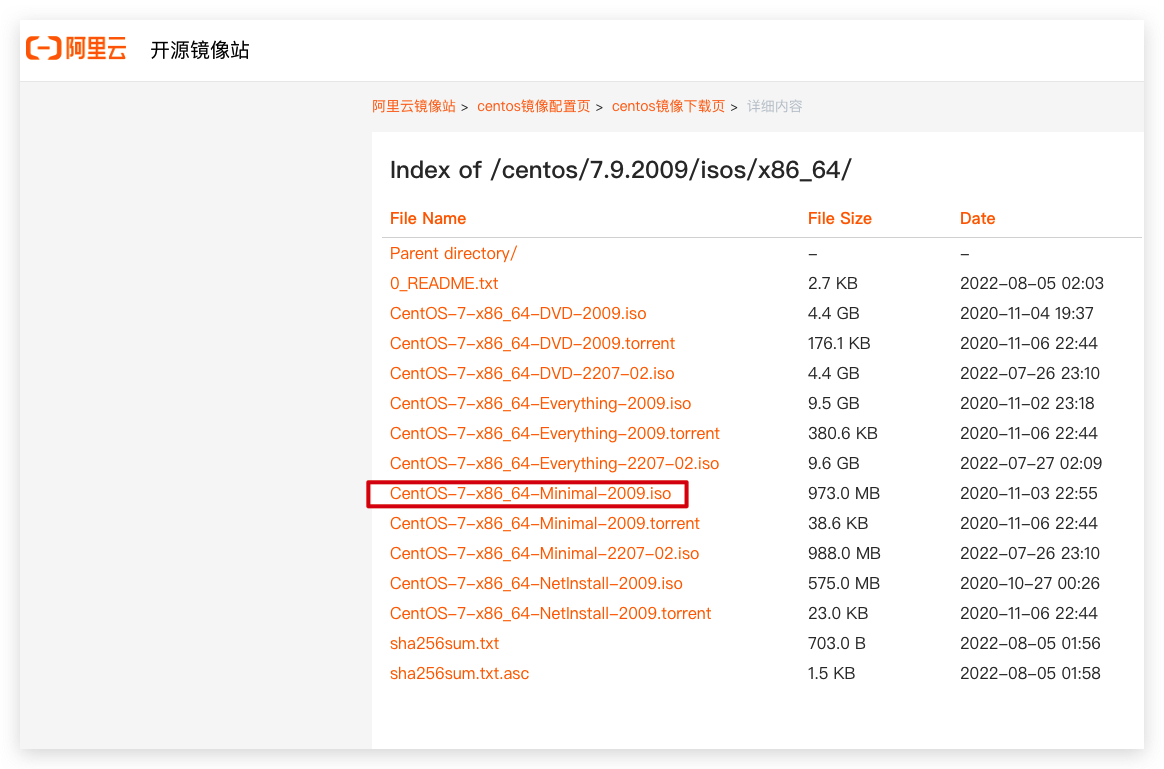 阿里云 开源镜像站
阿里云镜像站 > centos镜像配置页 > centos镜像下载页 > 详细内容
Index of /centos/7.9.2009/isos/x86_64/
File Name File Size Date
Parent directory/ – –
0_README.txt 2.7 KB 2022–08–05 02:03
CentOS–7–x86_64–DVD–2009.iso 4.4 GB 2020–11–04 19:37
CentOS–7–x86_64–DVD–2009.torrent 176.1 KB 2020–11–06 22:44
CentOS–7–x86_64–DVD–2207–02.iso 4.4 GB 2022–07–26 23:10
CentOS–7–x86_64–Everything–2009.iso 9.5 GB 2020–11–02 23:18
CentOS–7–x86_64–Everything–2009.torrent 380.6 KB 2020–11–06 22:44
CentOS–7–x86_64–Everything–2207–02.iso 9.6 GB 2022–07–27 02:09
CentOS–7–x86_64–Minimal–2009.iso 973.0 MB 2020–11–03 22:55
CentOS–7–x86_64–Minimal–2009.torrent 38.6 KB 2020–11–06 22:44
CentOS–7–x86_64–Minimal–2207–02.iso 988.0 MB 2022–07–26 23:10
CentOS–7–x86_64–NetInstall–2009.iso 575.0 MB 2020–10–27 00:26
CentOS–7–x86_64–NetInstall–2009.torrent 23.0 KB 2020–11–06 22:44
sha256sum.txt 703.0 B 2022–08–05 01:56
sha256sum.txt.asc 1.5 KB 2022–08–05 01:58